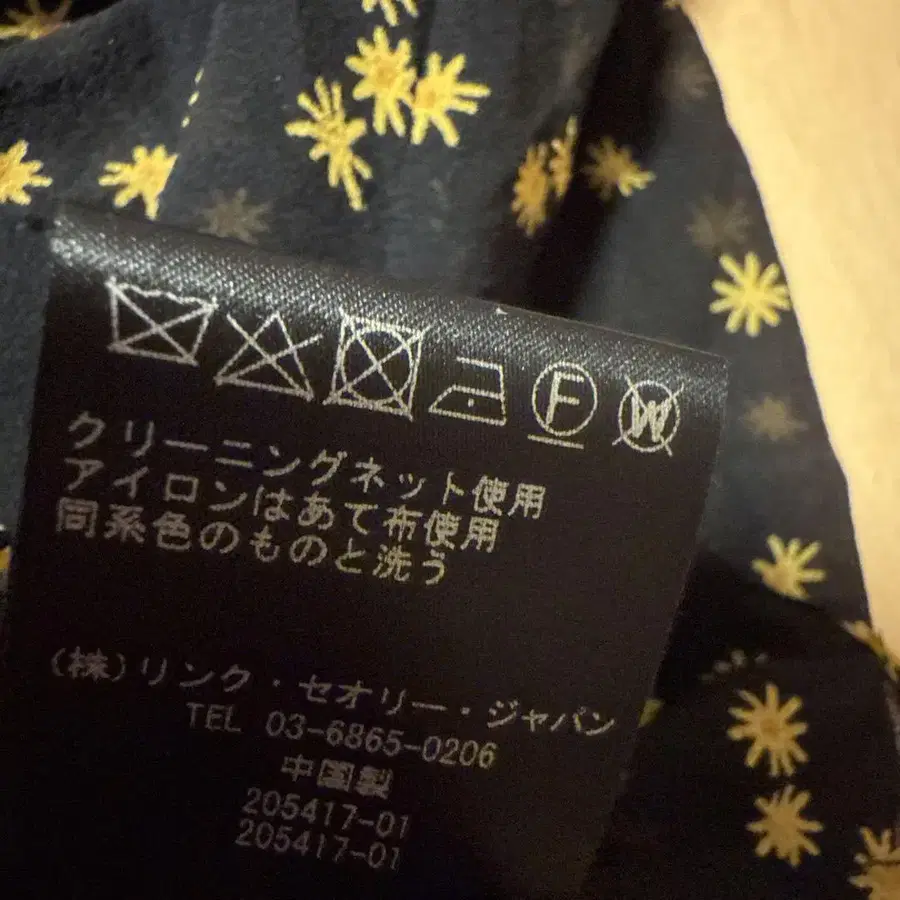 F W
クリーニングネット使用
アイロンはあて布使用
同系色のものと洗う
(株)リンク・セオリー・ジャパン
TEL 03-6865-0206
中国製
205417-01
205417-01